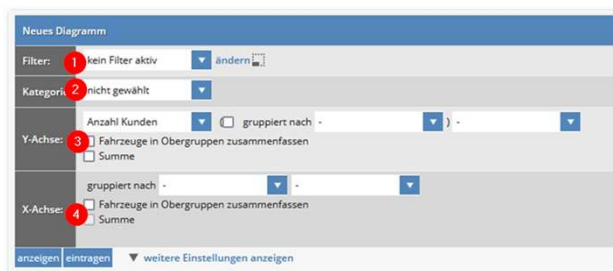 Neues Diagramm
Filter: 1 kein Filter aktiv ändern
Kategorie 2 nicht gewählt
Anzahl Kunden ( gruppiert nach - ) -
Y-Achse: 3 Fahrzeuge in Obergruppen zusammenfassen
Summe
gruppiert nach - -
X-Achse: Fahrzeuge in Obergruppen zusammenfassen
4 Summe
anzeigen eintragen ▼ weitere Einstellungen anzeigen